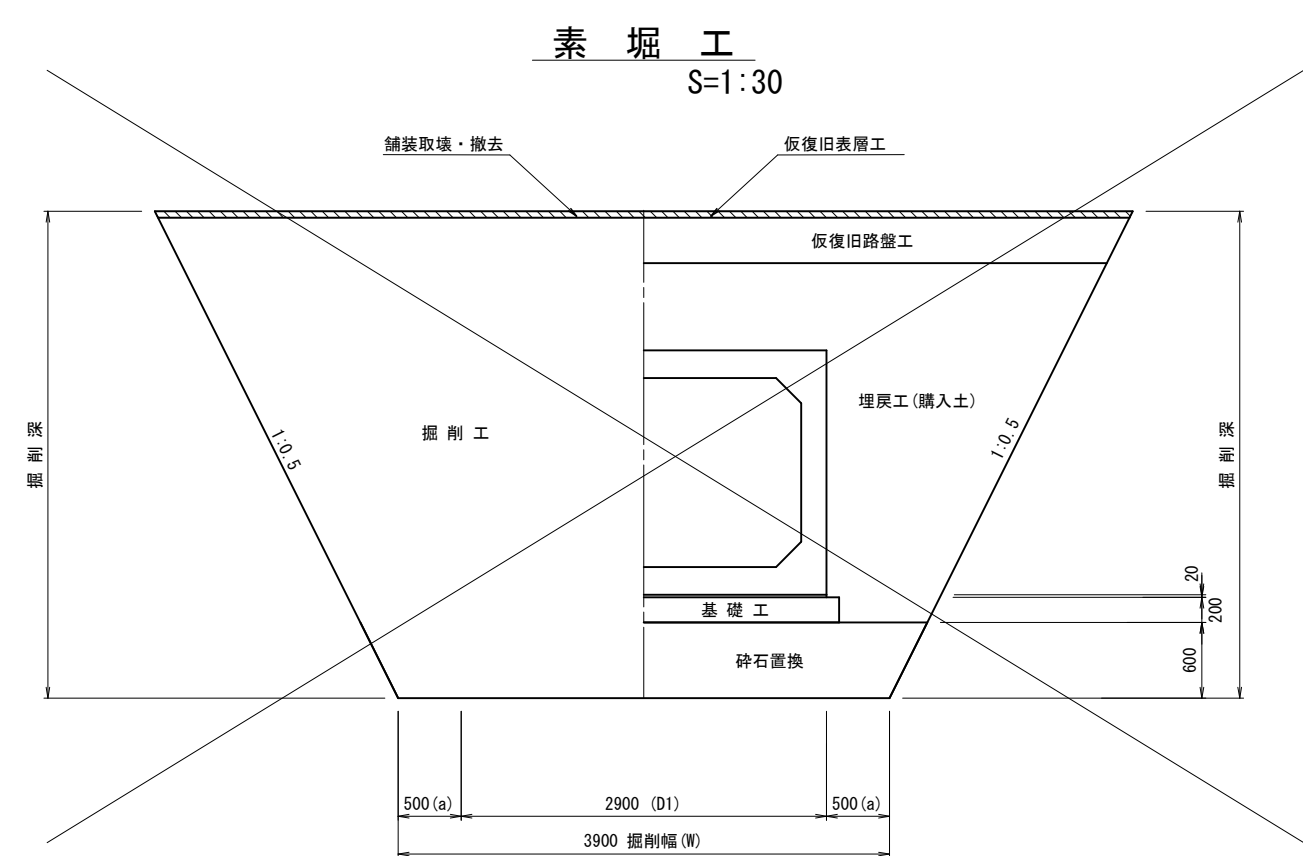 素 堀 工
S=1:30
舗装取壊・撤去
仮復旧表層工
仮復旧路盤工
埋戻工(購入土)
掘 削 工
1:0.5
1:0.5
掘 削 深
掘 削 深
基 礎 工
砕石置換
20
200
600
500(a)
2900 (D1)
500(a)
3900 掘削幅(W)